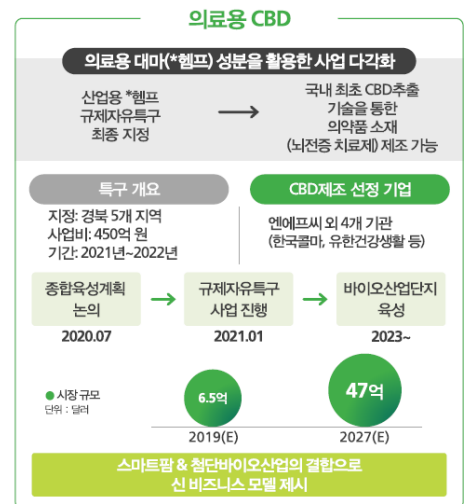 의료용 CBD
의료용 대마(*헴프) 성분을 활용한 사업 다각화
산업용 *헴프
규제자유특구
최종 지정
국내 최초 CBD추출
기술을 통한
의약품 소재
(뇌전증 치료제) 제조 가능
특구 개요
지정: 경북 5개 지역
사업비: 450억 원
기간: 2021년~2022년
CBD제조 선정 기업
엔에프씨 외 4개 기관
(한국콜마, 유한건강생활 등)
종합육성계획
논의
2020.07
규제자유특구
사업 진행
2021.01
바이오산업단지
육성
2023~
시장 규모
단위 : 달러
6.5억
2019(E)
47억
2027(E)
스마트팜 & 첨단바이오산업의 결합으로
신 비즈니스 모델 제시